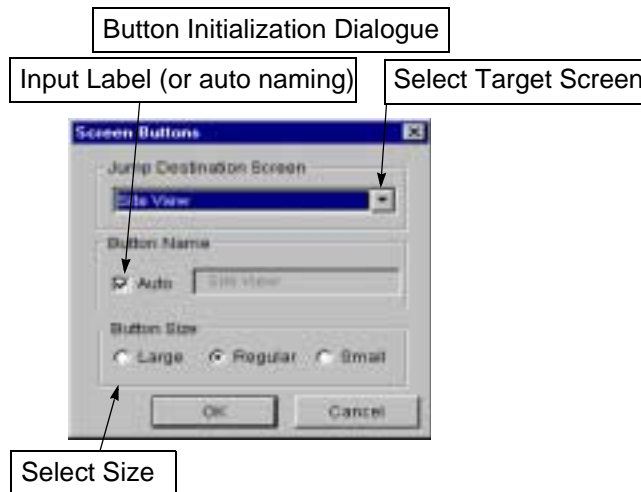 Button Initialization Dialogue
Input Label (or auto naming)
Select Target Screen
Screen Buttons
Jump Destination Screen
Site View
Button Name
Auto
Site view
Button Size
Large
Regular
Small
OK
Cancel
Select Size